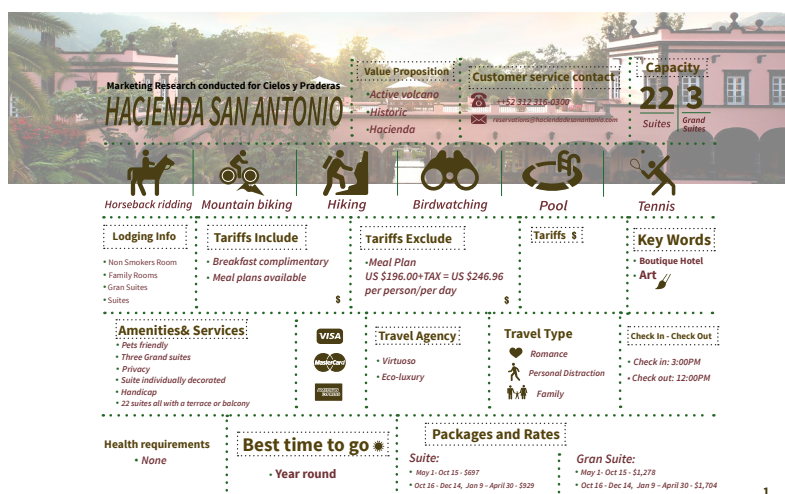 Marketing Research conducted for Cielos y Praderas
HACIENDA SAN ANTONIO
Value Proposition
•Active volcano
•Historic
•Hacienda
Customer service contact
++52 312 316-0300
reservations@haciendadesanantonio.com
Capacity
22 3
Suites
Grand
Suites
Horseback ridding
Mountain biking
Hiking
Birdwatching
Pool
Tennis
Lodging Info
• Non Smokers Room
• Family Rooms
• Gran Suites
• Suites
Tariffs Include
• Breakfast complimentary
• Meal plans available
$
Tariffs Exclude
•Meal Plan
US $196.00+TAX = US $246.96
per person/per day
$
Tariffs $
Key Words
• Boutique Hotel
• Art
Amenities& Services
• Pets friendly
• Three Grand suites
• Privacy
• Suite individually decorated
• Handicap
• 22 suites all with a terrace or balcony
VISA
MasterCard
Travel Agency
• Virtuoso
• Eco-luxury
Travel Type
Romance
Personal Distraction
Family
Check In - Check Out
• Check in: 3:00PM
• Check out: 12:00PM
Health requirements
• None
Best time to go
• Year round
Packages and Rates
Suite:
• May 1- Oct 15 - $697
• Oct 16 - Dec 14, Jan 9 – April 30 - $929
Gran Suite:
• May 1- Oct 15 - $1,278
• Oct 16 - Dec 14, Jan 9 – April 30 - $1,704
1